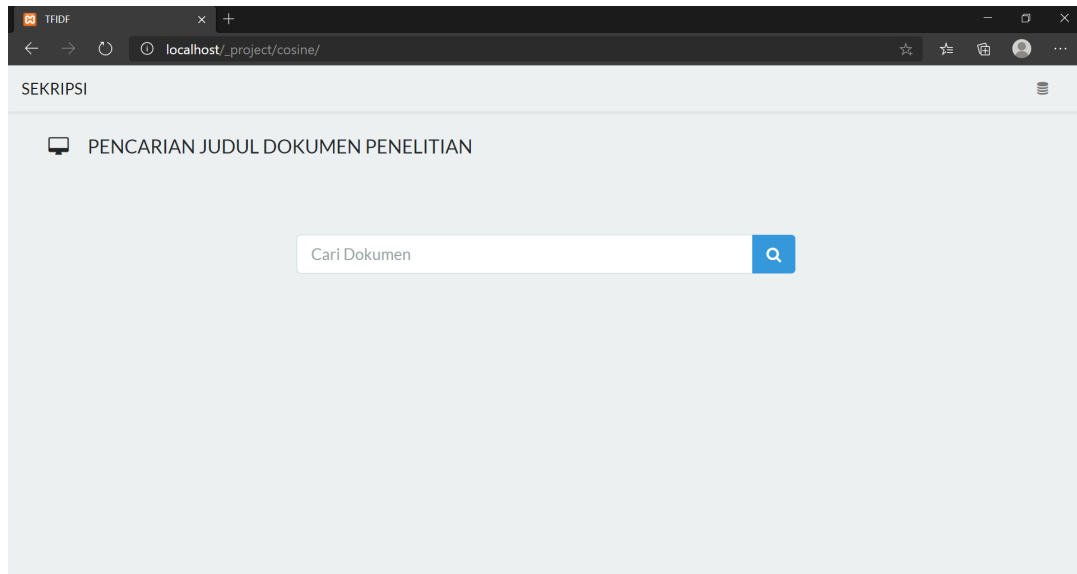 TFIDF
localhost/_project/cosine/
SEKRIPSI
PENCARIAN JUDUL DOKUMEN PENELITIAN
Cari Dokumen